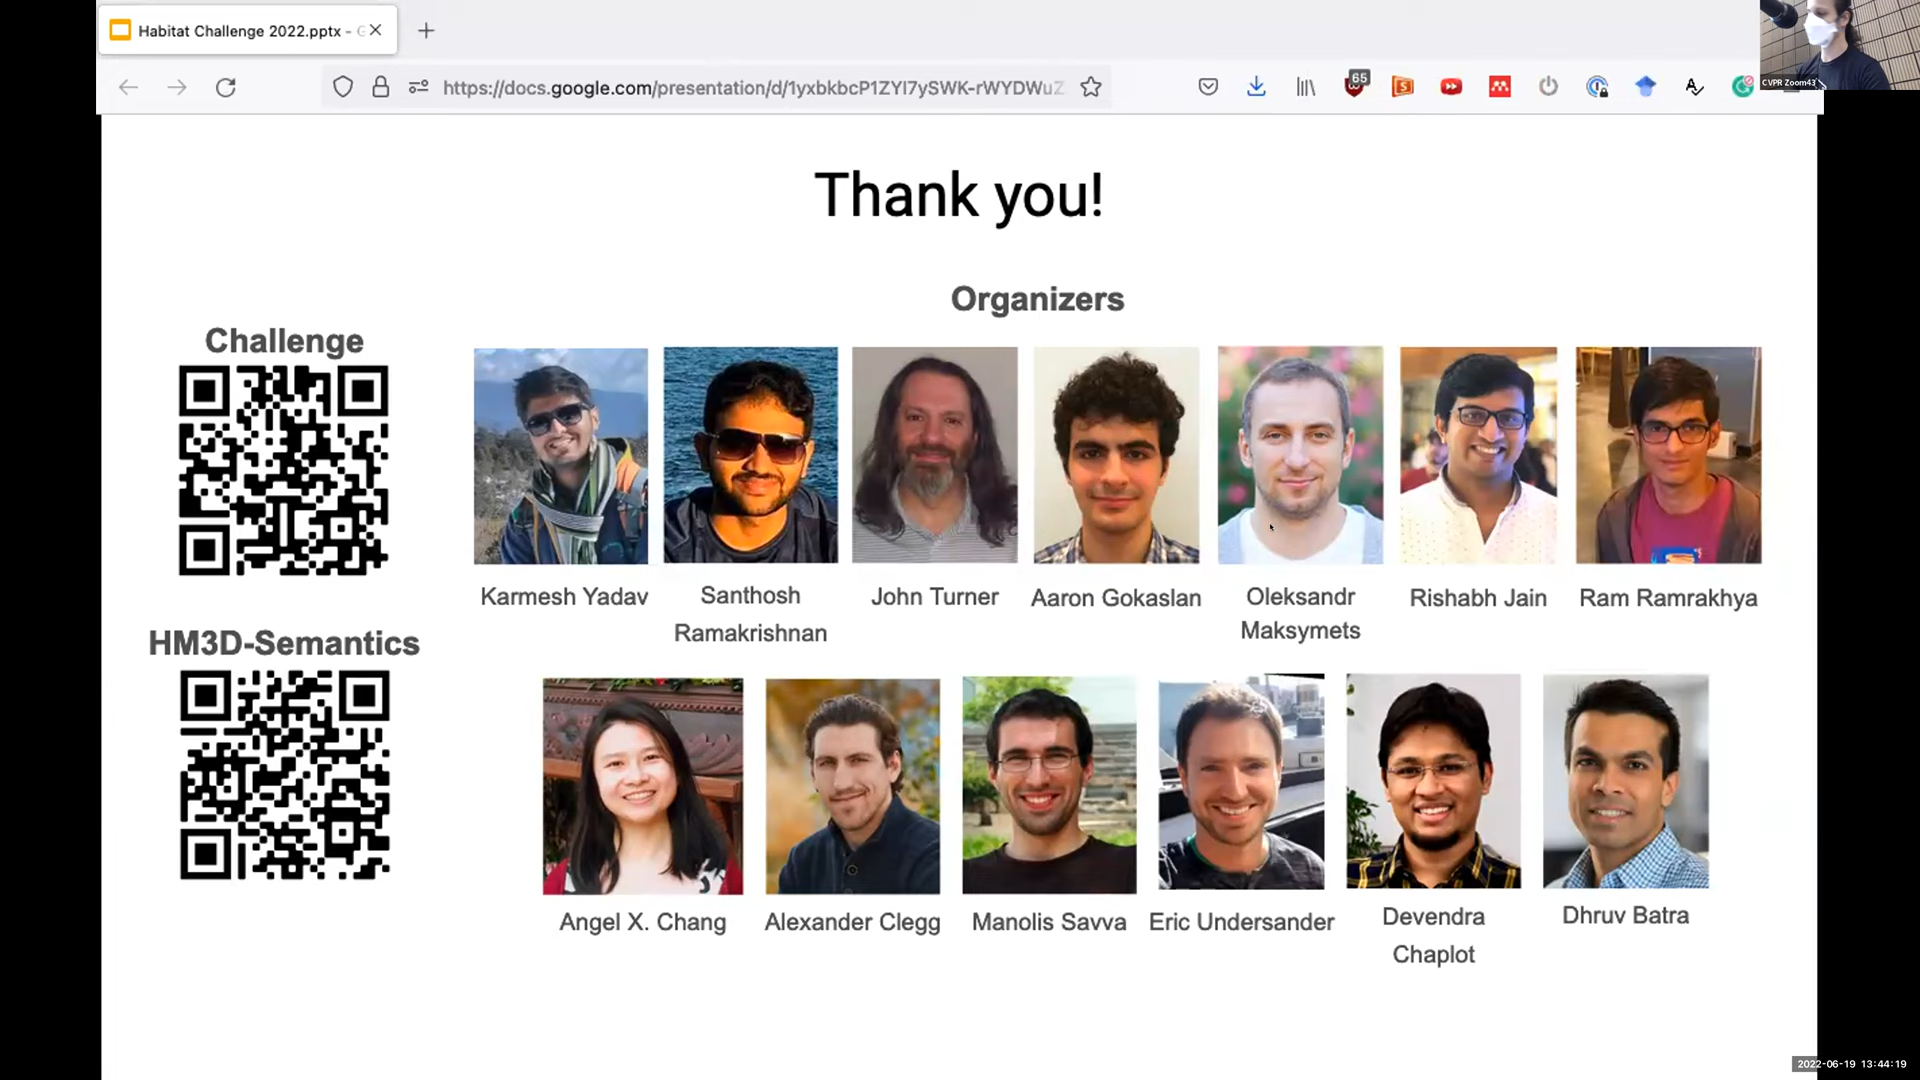 Habitat Challenge 2022.pptx - G
https://docs.google.com/presentation/d/1yxbkbcP1ZYI7ySWK-rWYDWuZ
65
S
CVPR Zoom43
Thank you!
Organizers
Challenge
Karmesh Yadav
Santhosh
Ramakrishnan
John Turner
Aaron Gokaslan
Oleksandr
Maksymets
Rishabh Jain
Ram Ramrakhya
HM3D-Semantics
Angel X. Chang
Alexander Clegg
Manolis Savva
Eric Undersander
Devendra
Chaplot
Dhruv Batra
2022-06-19 13:44:19